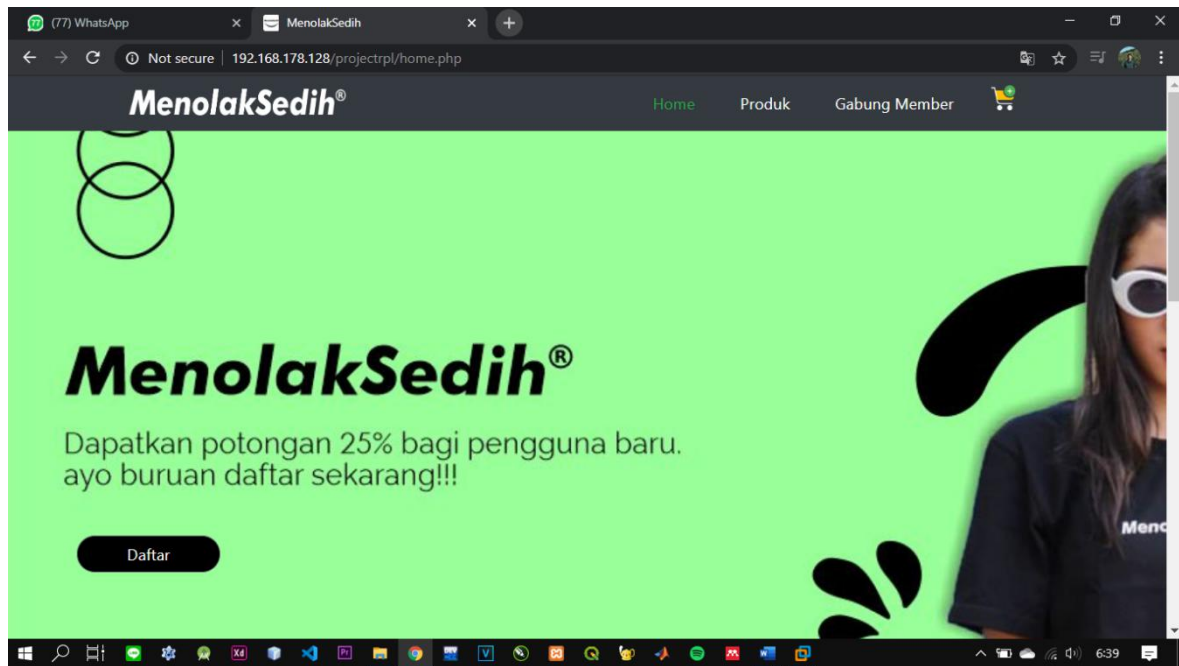 (77) WhatsApp
MenolakSedih
Not secure | 192.168.178.128/projectrpl/home.php
MenolakSedih®
Home Produk Gabung Member
MenolakSedih®
Dapatkan potongan 25% bagi pengguna baru.
ayo buruan daftar sekarang!!!
Daftar
6:39